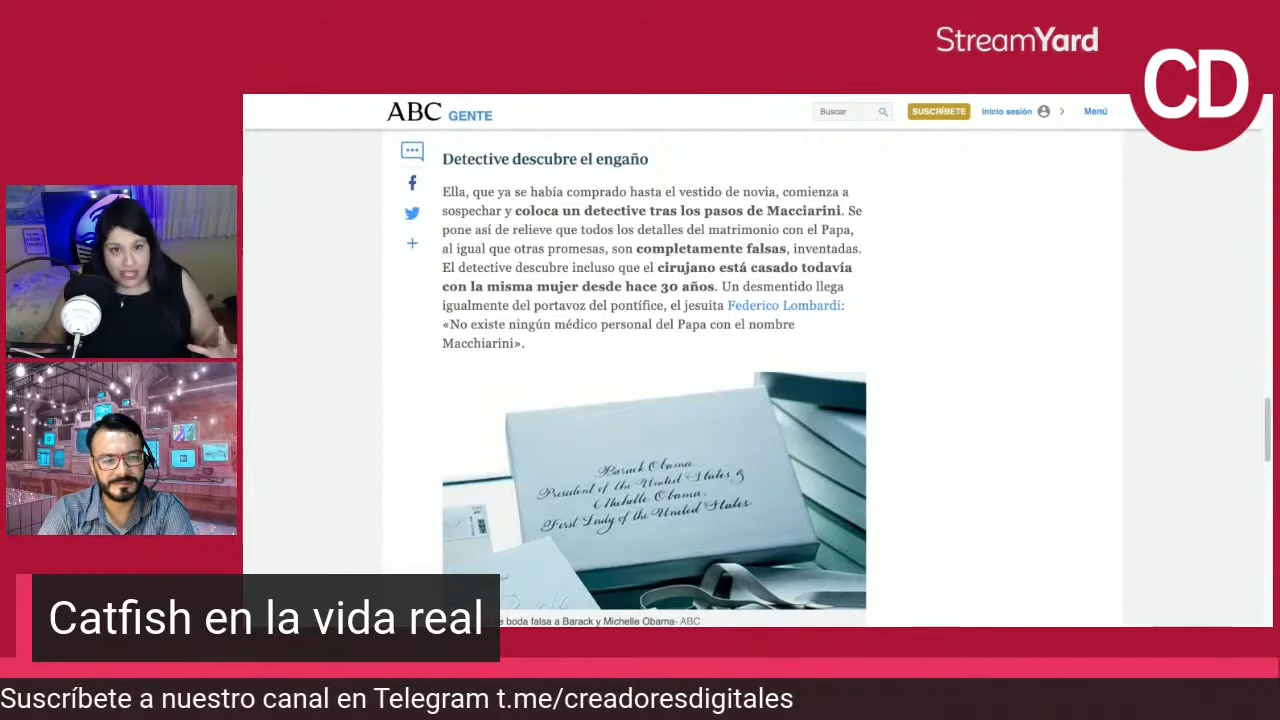 StreamYard
CD
ABC GENTE
Buscar
SUSCRÍBETE
Inicio sesión
Menú
Detective descubre el engaño
Ella, que ya se había comprado hasta el vestido de novia, comienza a
sospechar y coloca un detective tras los pasos de Macciarini. Se
pone así de relieve que todos los detalles del matrimonio con el Papa,
al igual que otras promesas, son completamente falsas, inventadas.
El detective descubre incluso que el cirujano está casado todavía
con la misma mujer desde hace 30 años. Un desmentido llega
igualmente del portavoz del pontífice, el jesuita Federico Lombardi:
«No existe ningún médico personal del Papa con el nombre
Macchiarini».
Barack Obama
President of the United States &
Michelle Obama
First Lady of the United States
e boda falsa a Barack y Michelle Obama- ABC
Catfish en la vida real
Suscríbete a nuestro canal en Telegram t.me/creadoresdigitales